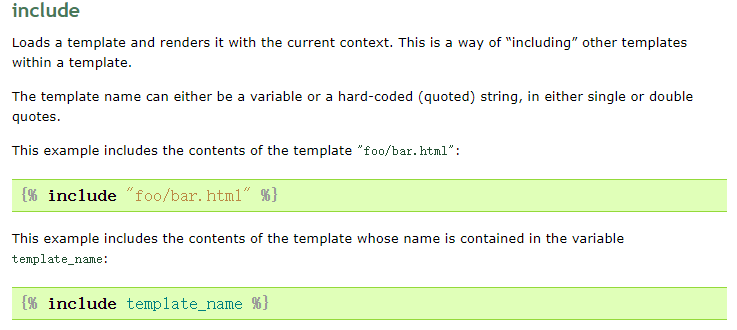 include
Loads a template and renders it with the current context. This is a way of “including” other templates
within a template.
The template name can either be a variable or a hard-coded (quoted) string, in either single or double
quotes.
This example includes the contents of the template "foo/bar.html":
{% include "foo/bar.html" %}
This example includes the contents of the template whose name is contained in the variable
template_name:
{% include template_name %}